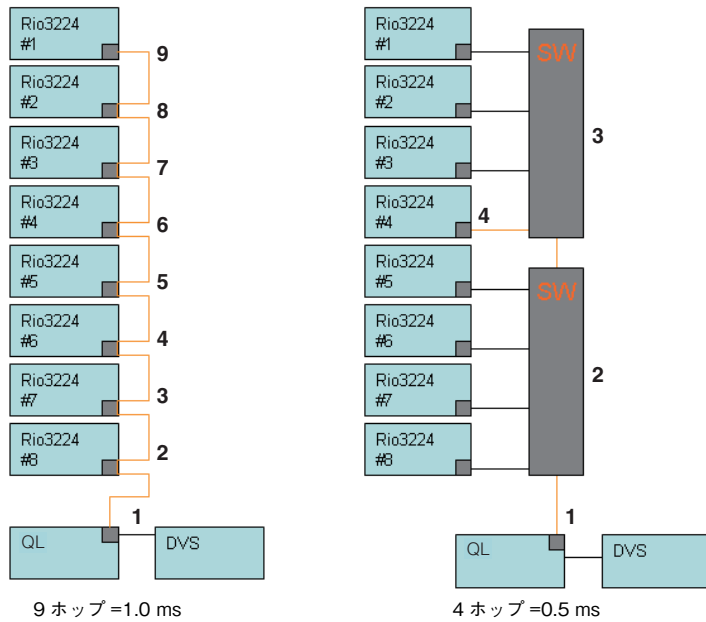 Rio3224
#1
9
Rio3224
#2
8
Rio3224
#3
7
Rio3224
#4
6
Rio3224
#5
5
Rio3224
#6
4
Rio3224
#7
3
Rio3224
#8
2
1
QL
DVS
9 ホップ =1.0 ms
Rio3224
#1
SW
Rio3224
#2
Rio3224
#3
3
Rio3224
#4
4
Rio3224
#5
SW
Rio3224
#6
Rio3224
#7
2
Rio3224
#8
1
QL
DVS
4 ホップ =0.5 ms